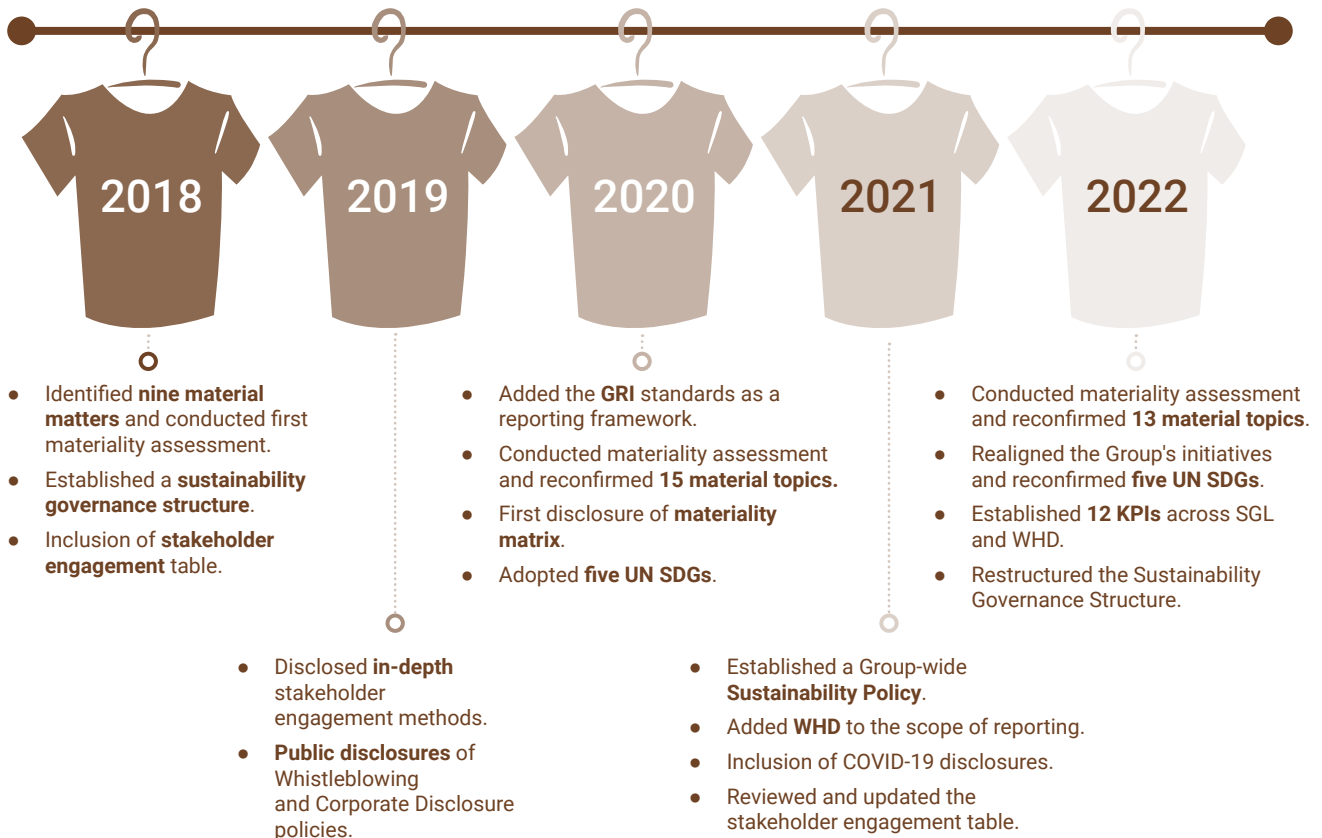 2018
2019
2020
2021
2022
● Identified nine material
matters and conducted first
materiality assessment.
● Established a sustainability
governance structure.
● Inclusion of stakeholder
engagement table.
● Disclosed in-depth
stakeholder
engagement methods.
● Public disclosures of
Whistleblowing
and Corporate Disclosure
policies.
● Added the GRI standards as a
reporting framework.
● Conducted materiality assessment
and reconfirmed 15 material topics.
● First disclosure of materiality
matrix.
● Adopted five UN SDGs.
● Established a Group-wide
Sustainability Policy.
● Added WHD to the scope of reporting.
● Inclusion of COVID-19 disclosures.
● Reviewed and updated the
stakeholder engagement table.
● Conducted materiality assessment
and reconfirmed 13 material topics.
● Realigned the Group's initiatives
and reconfirmed five UN SDGs.
● Established 12 KPIs across SGL
and WHD.
● Restructured the Sustainability
Governance Structure.